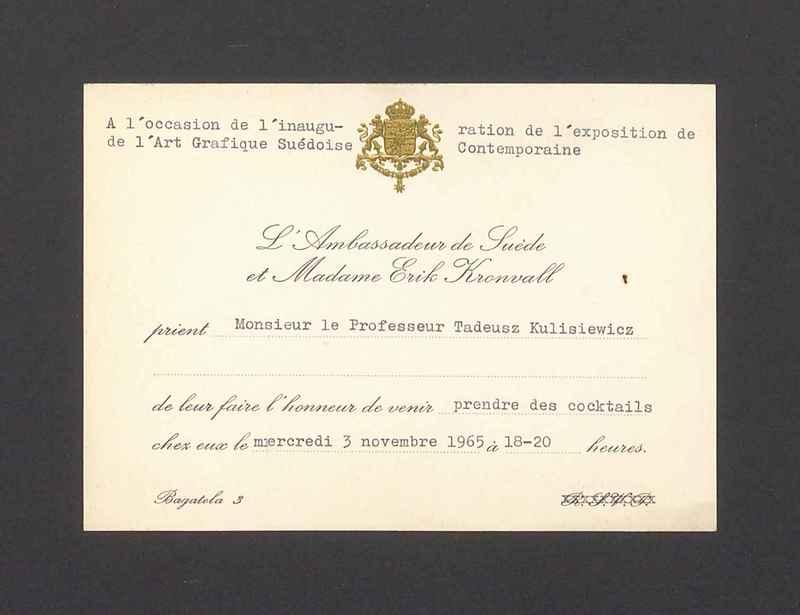 A l'occasion de l'inaugu- ration de l'exposition de
de l'Art Grafique Suédoise Contemporaine
L'Ambassadeur de Suède
et Madame Erik Kronvall
prient Monsieur le Professeur Tadeusz Kulisiewicz
de leur faire l'honneur de venir prendre des cocktails
chez eux le mercredi 3 novembre 1965 à 18-20 heures.
Bagatela 3 R.S.V.P.